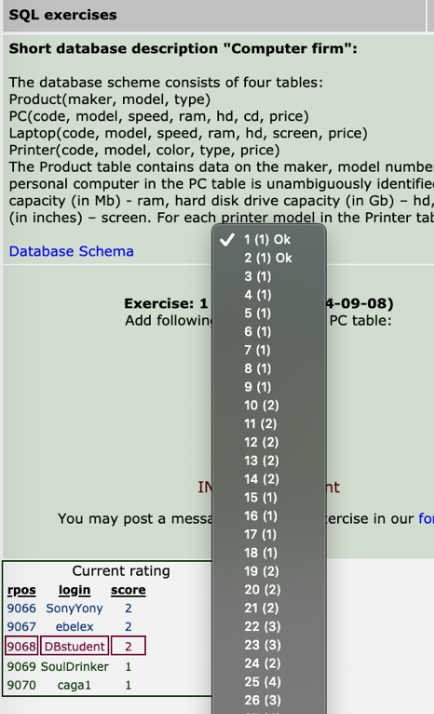 SQL exercises
Short database description "Computer firm":
The database scheme consists of four tables:
Product(maker, model, type)
PC(code, model, speed, ram, hd, cd, price)
Laptop(code, model, speed, ram, hd, screen, price)
Printer(code, model, color, type, price)
The Product table contains data on the maker, model number
personal computer in the PC table is unambiguously identified
capacity (in Mb) - ram, hard disk drive capacity (in Gb) – hd,
(in inches) – screen. For each printer model in the Printer tab
Database Schema
✓ 1 (1) Ok
2 (1) Ok
3 (1)
4 (1)
5 (1)
6 (1)
7 (1)
8 (1)
9 (1)
10 (2)
11 (2)
12 (2)
13 (2)
14 (2)
15 (1)
16 (1)
17 (1)
18 (1)
19 (2)
20 (2)
21 (2)
22 (3)
23 (3)
24 (2)
25 (4)
26 (3)
Exercise: 1 4-09-08)
Add following PC table:
IN nt
You may post a messa ercise in our fo
Current rating
rpos login score
9066 SonyYony 2
9067 ebelex 2
9068 DBstudent 2
9069 SoulDrinker 1
9070 caga1 1